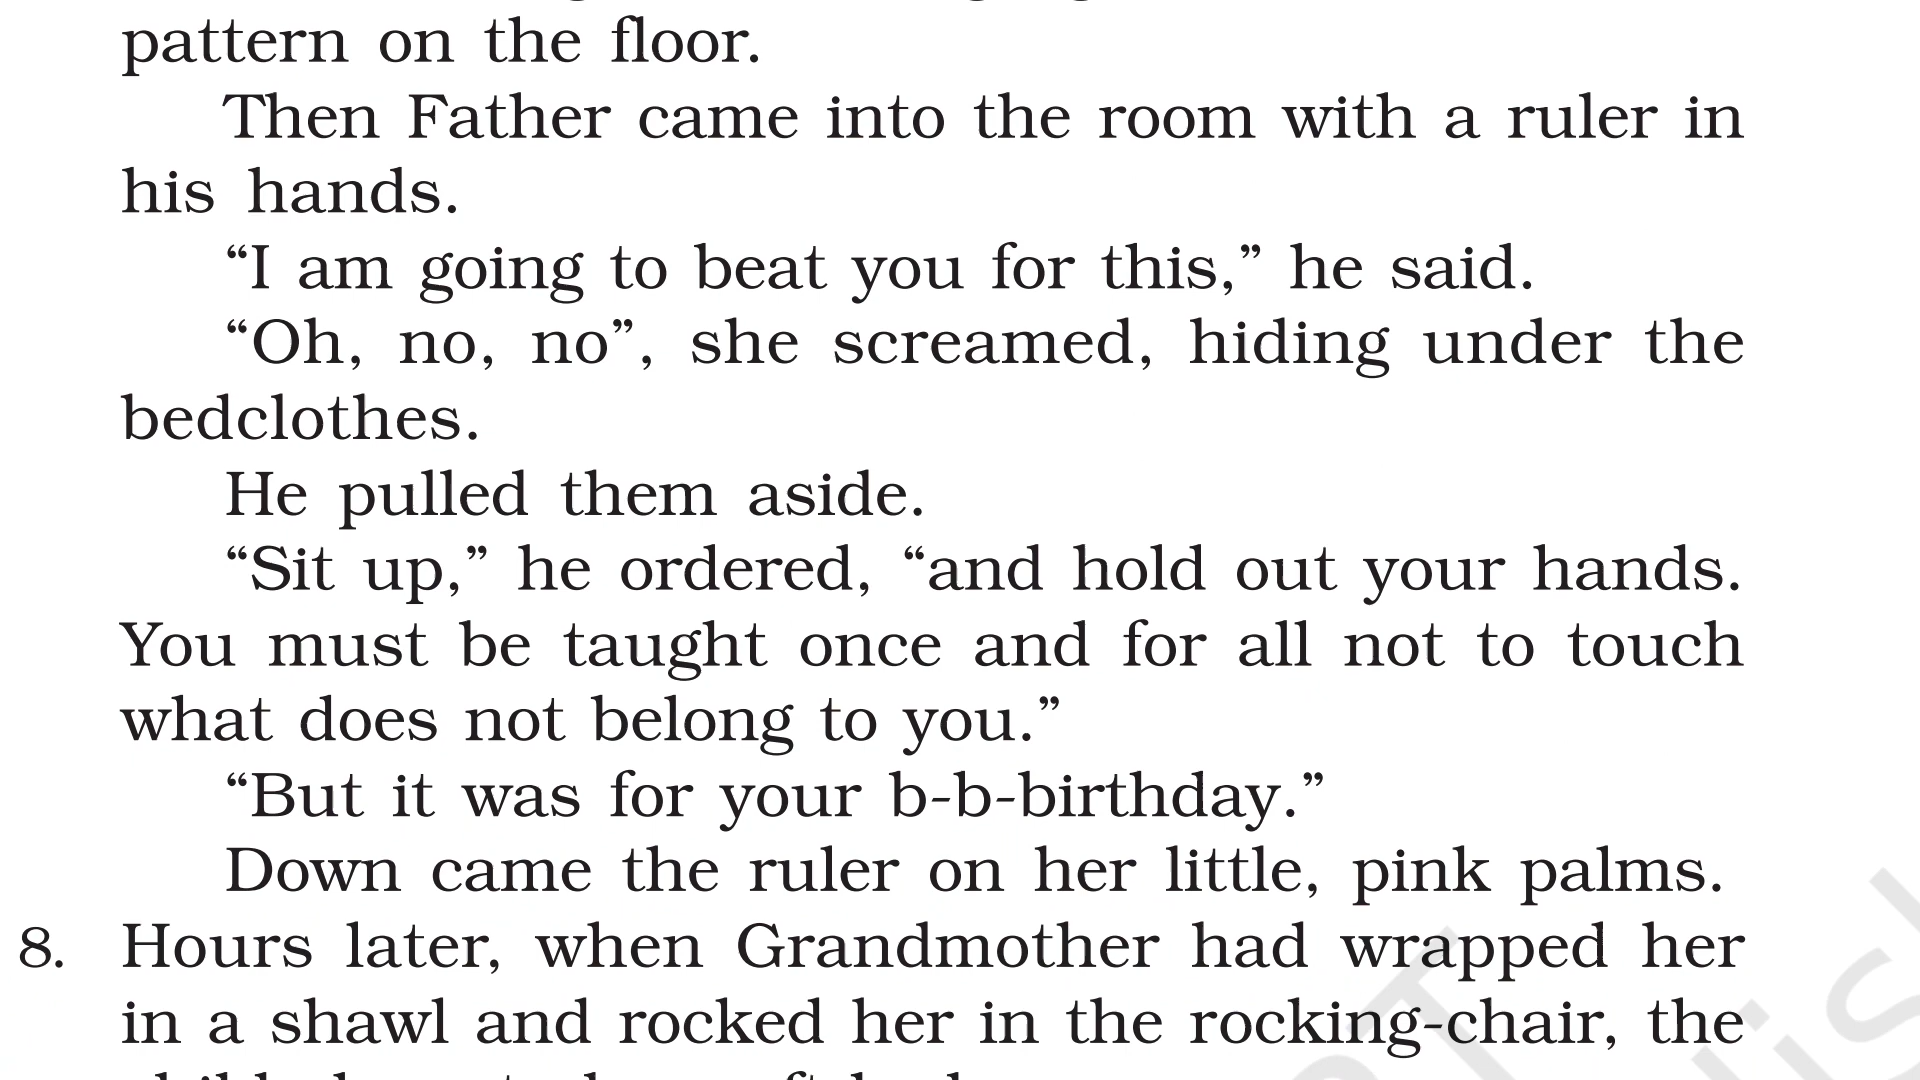 pattern on the floor.
Then Father came into the room with a ruler in
his hands.
“I am going to beat you for this,” he said.
“Oh, no, no”, she screamed, hiding under the
bedclothes.
He pulled them aside.
“Sit up,” he ordered, “and hold out your hands.
You must be taught once and for all not to touch
what does not belong to you.”
“But it was for your b-b-birthday.”
Down came the ruler on her little, pink palms.
8. Hours later, when Grandmother had wrapped her
in a shawl and rocked her in the rocking-chair, the